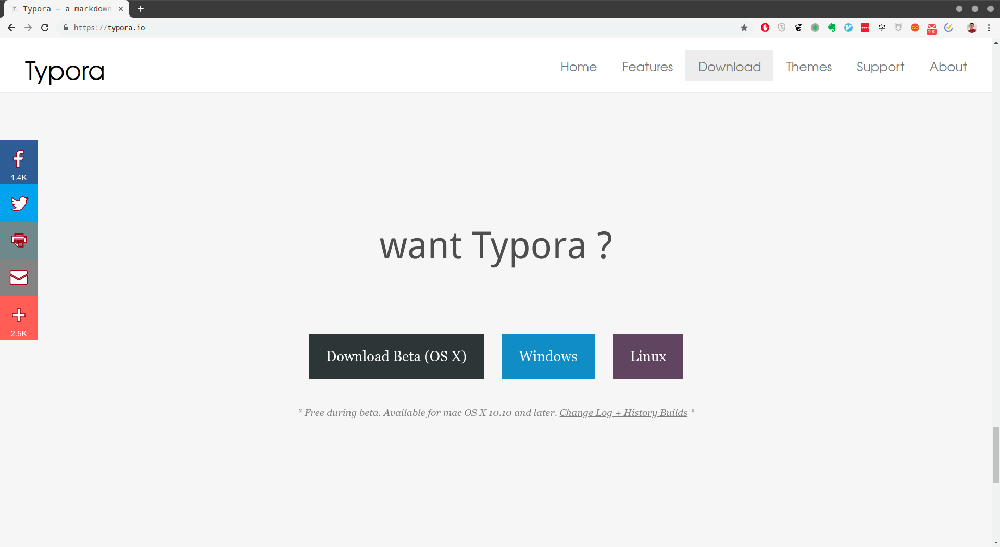 Typora — a markdown
https://typora.io
字
100
Typora
Home Features Download Themes Support About
1.4K
2.5K
want Typora ?
Download Beta (OS X) Windows Linux
* Free during beta. Available for mac OS X 10.10 and later. Change Log + History Builds *